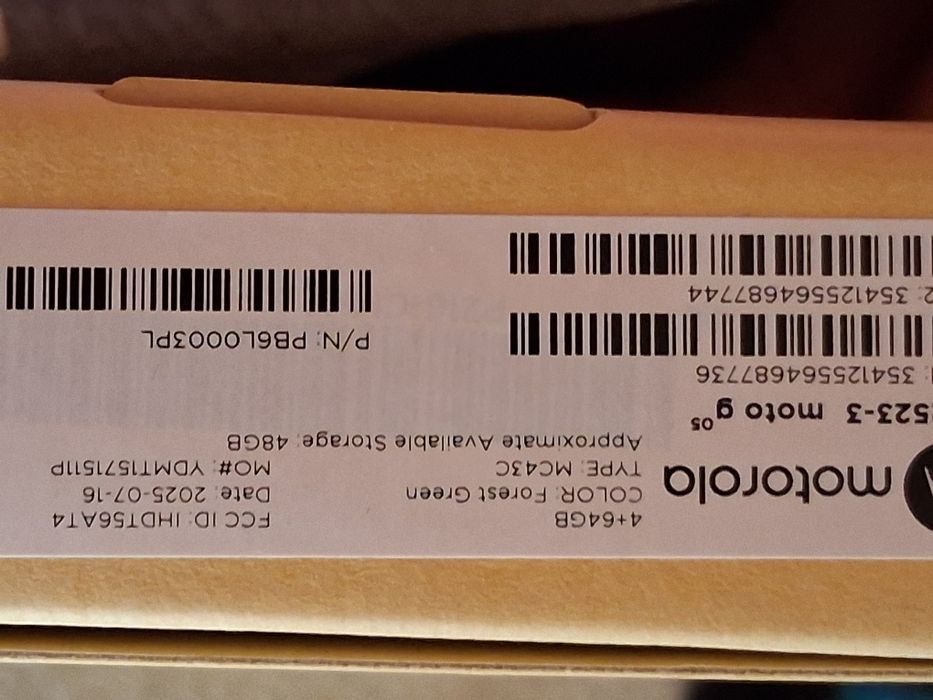 motorola
4+64GB
COLOR: Forest Green
TYPE: MC43C
Approximate Available Storage: 48GB
FCC ID: IHDT56AT4
Date: 2025-07-16
MO#: YDMT1571511P
523-3 moto g⁰⁵
: 354125564687736
2: 354125564687744
P/N: PB6L0003PL